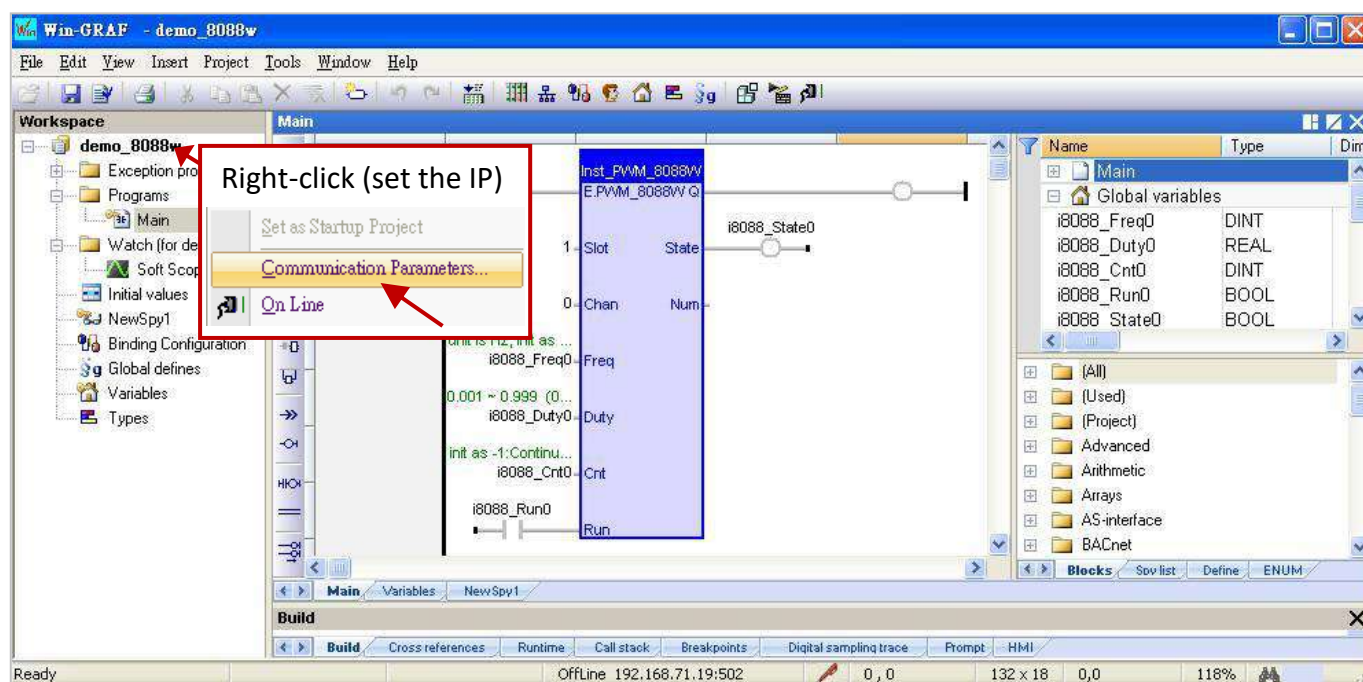 Win-GRAF - demo_8088w
File Edit View Insert Project Tools Window Help
Workspace
demo_8088w
Exception pro
Programs
Main
Watch (for de
Soft Scop
Initial values
NewSpy1
Binding Configuration
Global defines
Variables
Types
Right-click (set the IP)
Set as Startup Project
Communication Parameters...
On Line
Main
Inst_PWM_8088W
E.PWM_8088W Q
i8088_State0
1 Slot State
0 Chan Num
unit is Hz, init as ...
i8088_Freq0 Freq
0.001 ~ 0.999 (0...
i8088_Duty0 Duty
init as -1:Continu...
i8088_Cnt0 Cnt
i8088_Run0
Run
Main Variables NewSpy1
Name Type Dim
Main
Global variables
i8088_Freq0 DINT
i8088_Duty0 REAL
i8088_Cnt0 DINT
i8088_Run0 BOOL
i8088_State0 BOOL
(All)
(Used)
(Project)
Advanced
Arithmetic
Arrays
AS-interface
BACnet
Blocks Spy list Define ENUM
Build
Build Cross references Runtime Call stack Breakpoints Digital sampling trace Prompt HMI
Ready OffLine 192.168.71.19:502 0 , 0 132 x 18 0,0 118%